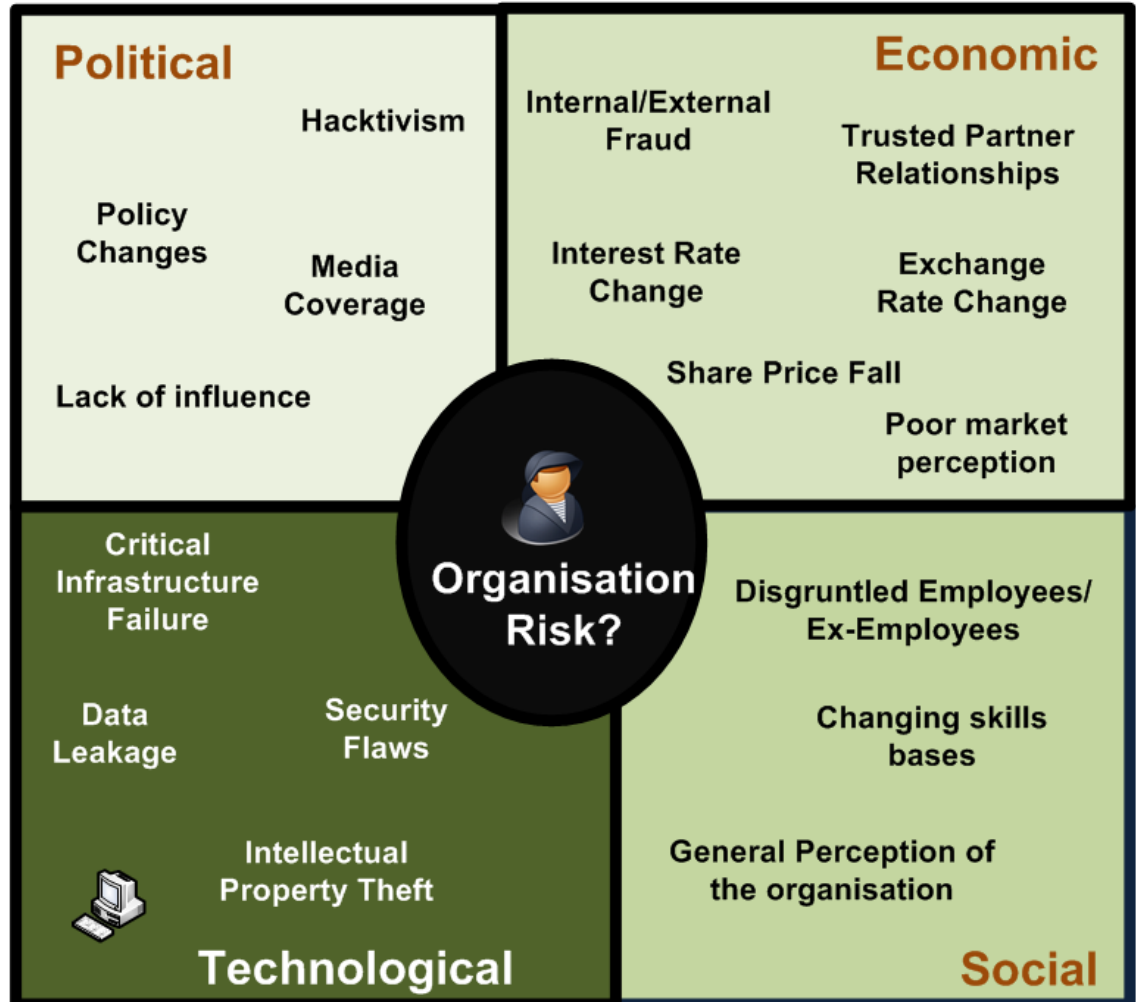 Political
Hacktivism
Policy
Changes
Media
Coverage
Lack of influence
Economic
Internal/External
Fraud
Trusted Partner
Relationships
Interest Rate
Change
Exchange
Rate Change
Share Price Fall
Poor market
perception
Organisation
Risk?
Critical
Infrastructure
Failure
Data
Leakage
Security
Flaws
Intellectual
Property Theft
Technological
Disgruntled Employees/
Ex-Employees
Changing skills
bases
General Perception of
the organisation
Social